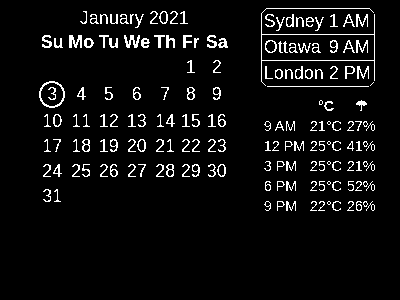 January 2021
Su Mo Tu We Th Fr Sa
1 2
3 4 5 6 7 8 9
10 11 12 13 14 15 16
17 18 19 20 21 22 23
24 25 26 27 28 29 30
31
Sydney 1 AM
Ottawa 9 AM
London 2 PM
°C
9 AM 21°C 27%
12 PM 25°C 41%
3 PM 25°C 21%
6 PM 25°C 52%
9 PM 22°C 26%